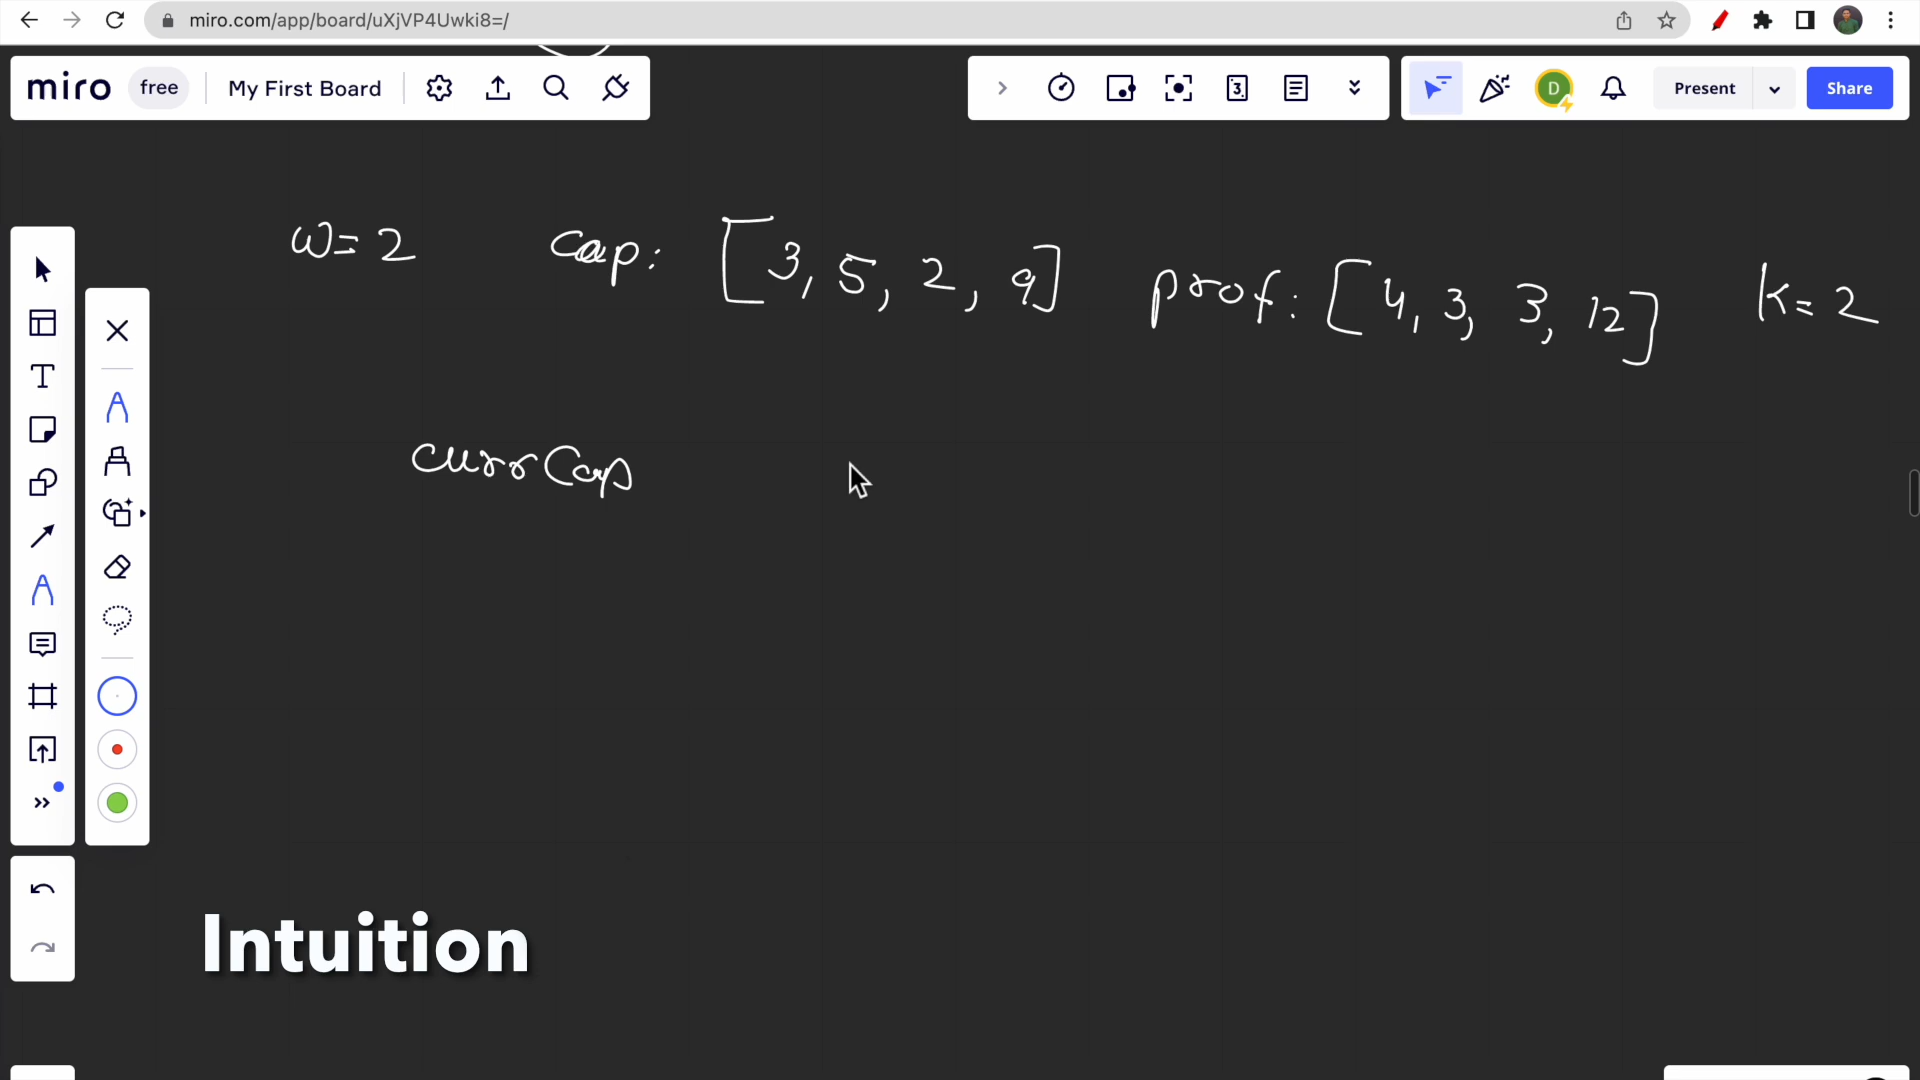 miro.com/app/board/uXjVP4Uwki8=/
miro free My First Board 3. D Present Share
w=2 cap: [3, 5, 2, 9] prof: [4, 3, 3, 12] k=2
currCap
Intuition